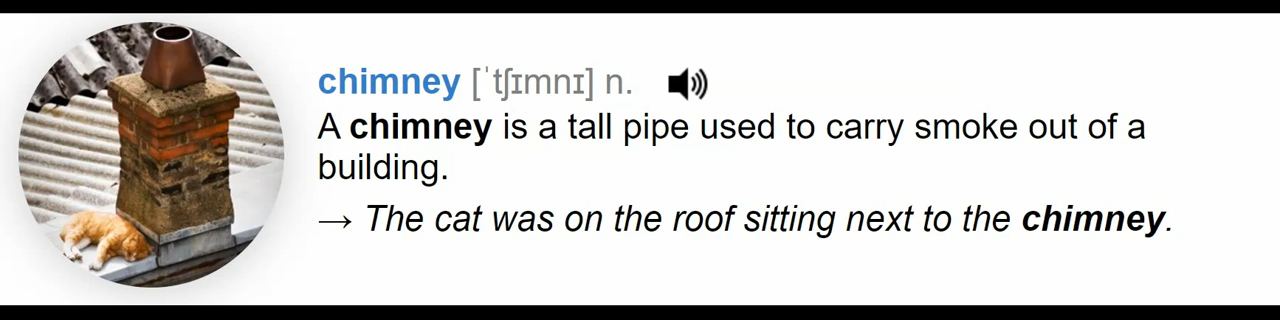 chimney [ˈtʃɪmnɪ] n.
A chimney is a tall pipe used to carry smoke out of a
building.
→ The cat was on the roof sitting next to the chimney.